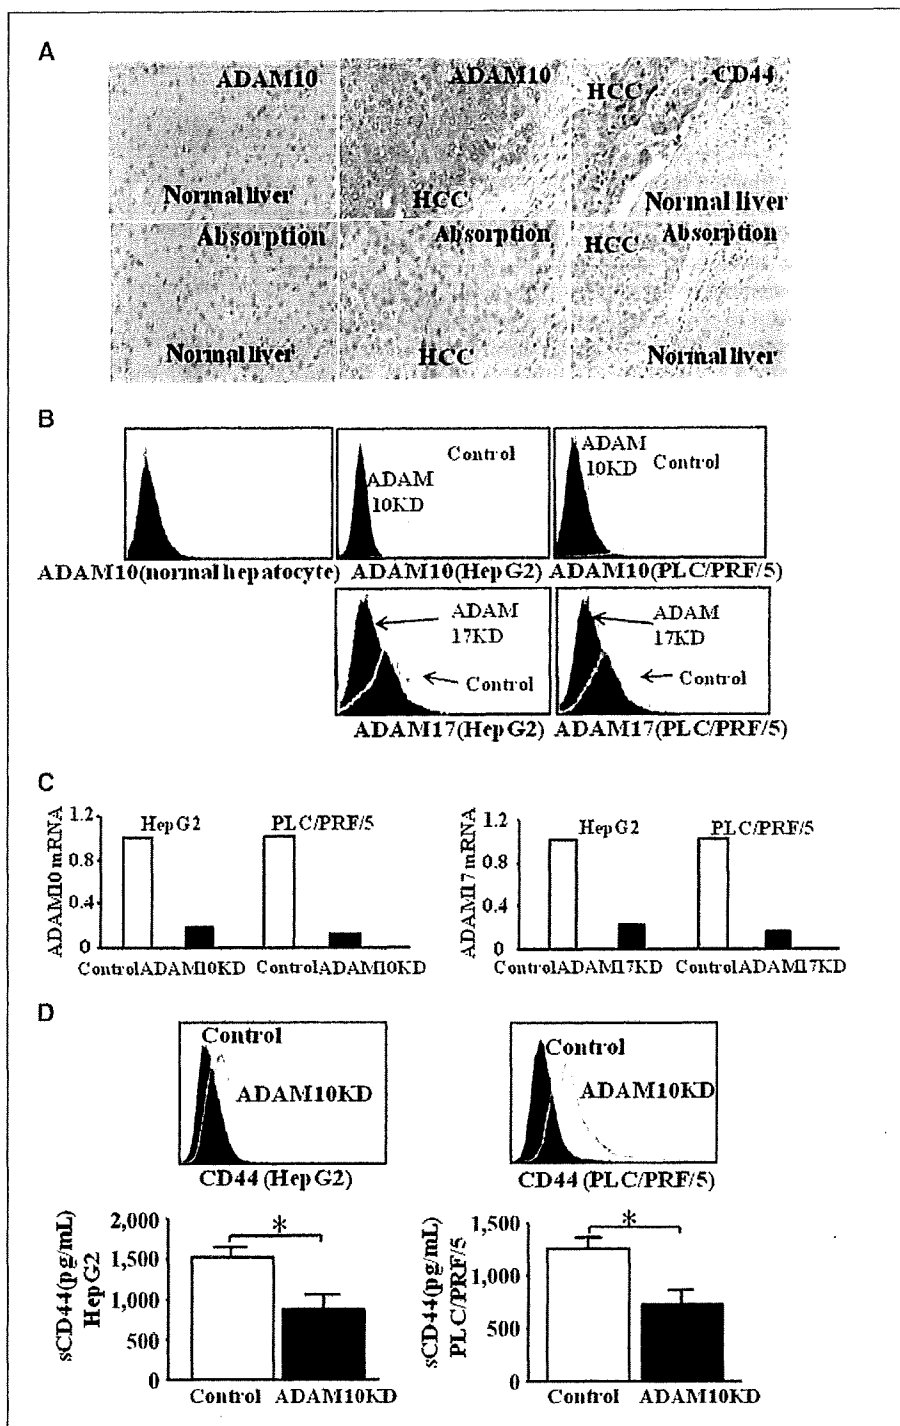 A
ADAM10 ADAM10 CD44
HCC
Normal liver HCC Normal liver
Absorption Absorption HCC Absorption
Normal liver HCC Normal liver
B
Control ADAM 10KD Control
ADAM 10KD
ADAM10(normal hepatocyte) ADAM10(HepG2) ADAM10(PLC/PRF/5)
ADAM 17KD ADAM 17KD
Control Control
ADAM17(HepG2) ADAM17(PLC/PRF/5)
C
ADAM10 mRNA
1.2
0.8
0.4
0
HepG2 PLC/PRF/5
Control ADAM10KD Control ADAM10KD
ADAM17 mRNA
1.2
0.8
0.4
0
HepG2 PLC/PRF/5
Control ADAM17KD Control ADAM17KD
D
Control
ADAM10KD
CD44 (HepG2)
Control
ADAM10KD
CD44 (PLC/PRF/5)
sCD44(pg/mL)
HepG2
2,000
1,500
1,000
500
0
*
Control ADAM10KD
sCD44(pg/mL)
PLC/PRF/5
1,500
1,000
500
0
*
Control ADAM10KD